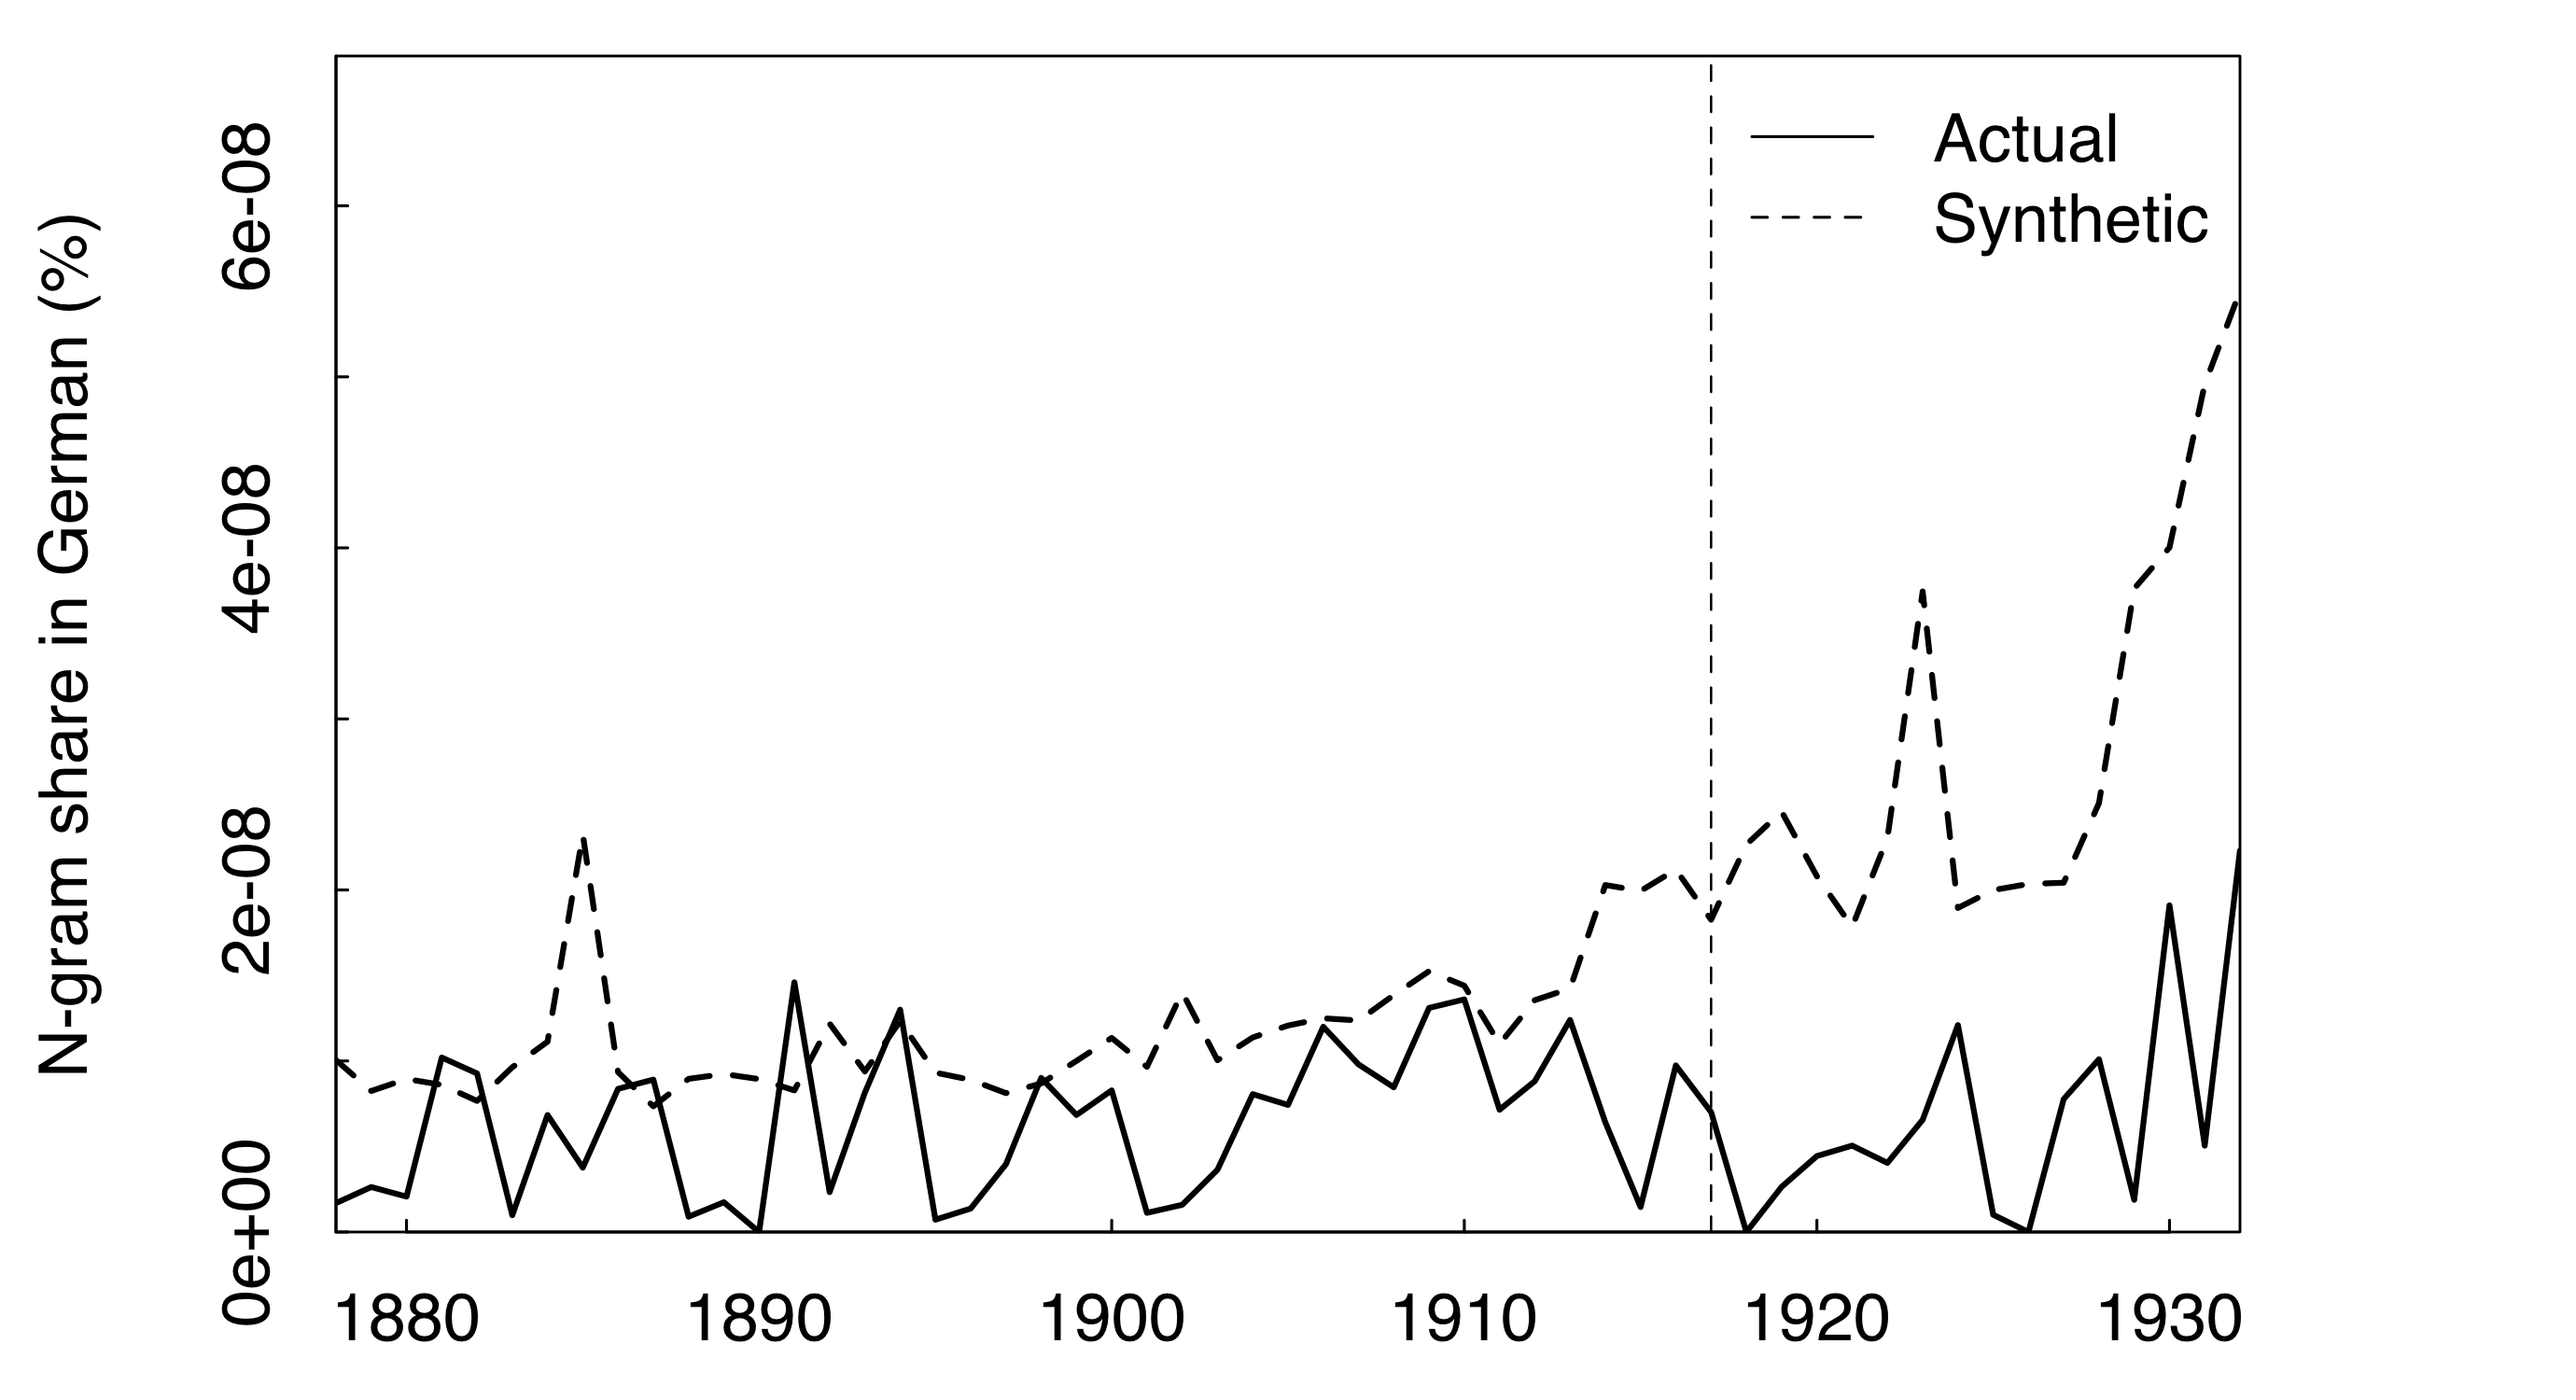 N-gram share in German (%)
6e-08
4e-08
2e-08
0e+00
Actual
Synthetic
1880 1890 1900 1910 1920 1930